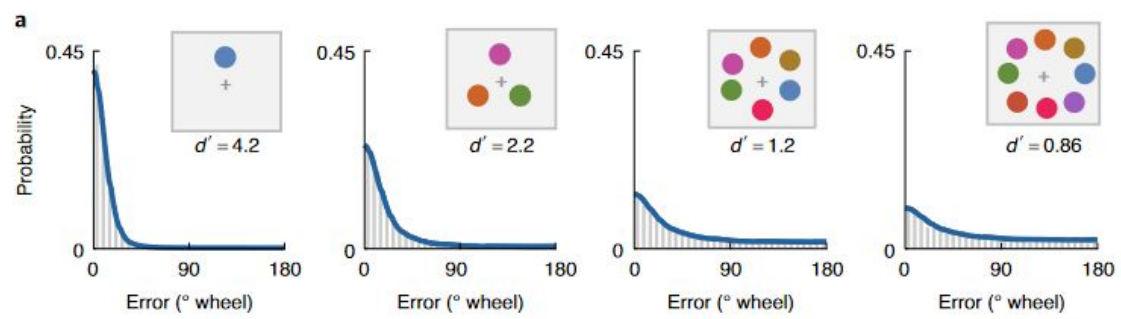 a
Probability
0.45
0
d′ = 4.2
0 90 180
Error (° wheel)
0.45
0
d′ = 2.2
0 90 180
Error (° wheel)
0.45
0
d′ = 1.2
0 90 180
Error (° wheel)
0.45
0
d′ = 0.86
0 90 180
Error (° wheel)